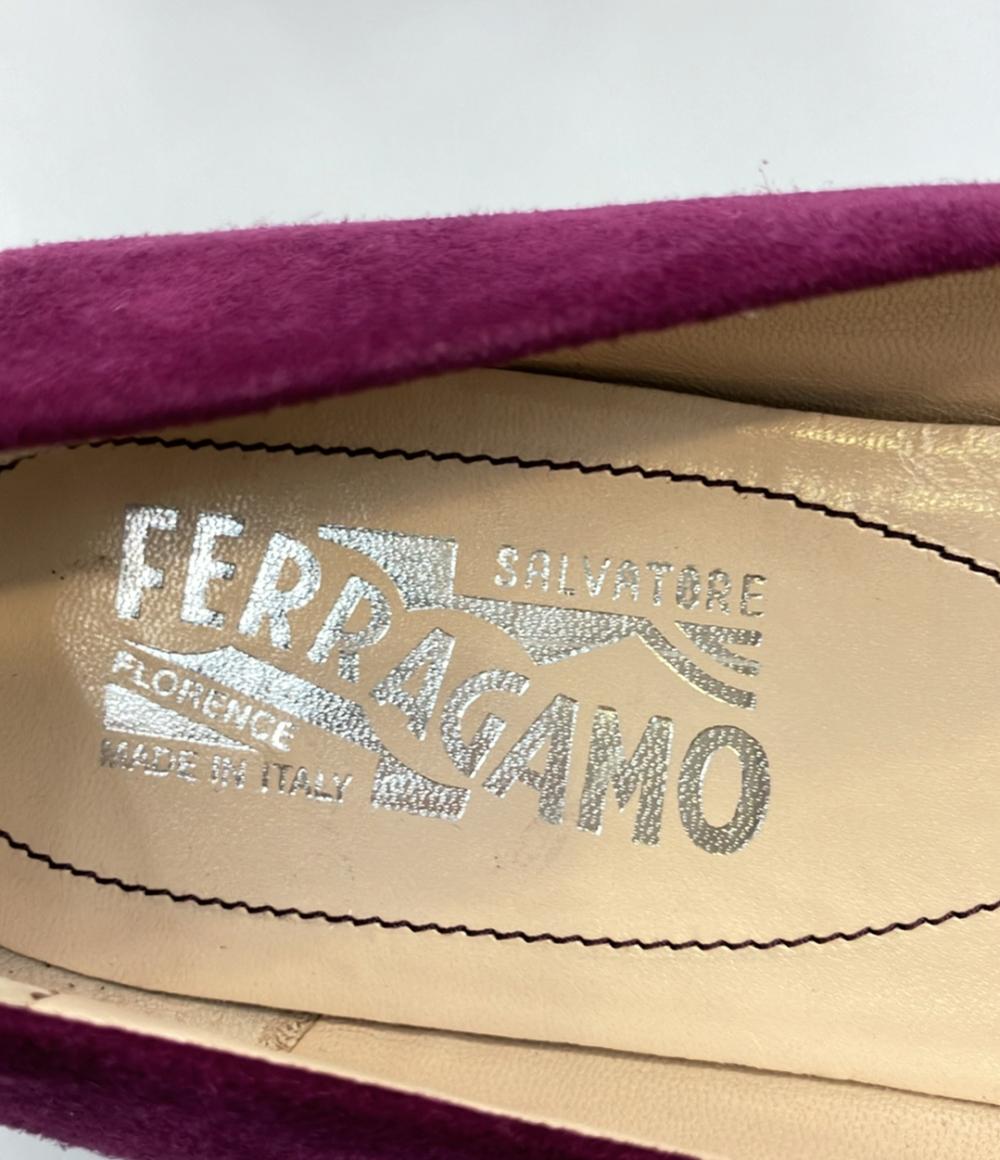 SALVATORE
FERRAGAMO
FLORENCE
MADE IN ITALY